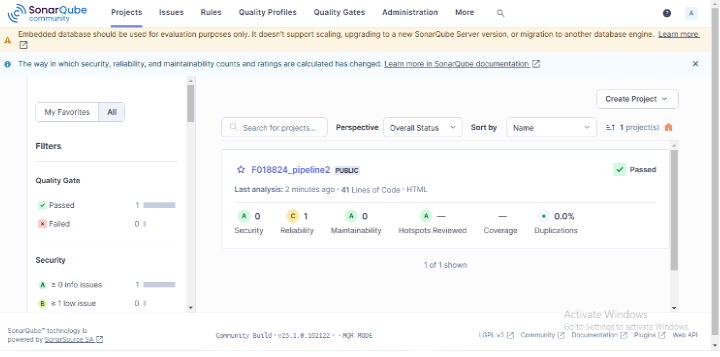 SonarQube
community
Projects Issues Rules Quality Profiles Quality Gates Administration More
A
Embedded database should be used for evaluation purposes only. It doesn't support scaling, upgrading to a new SonarQube Server version, or migration to another database engine. Learn more
The way in which security, reliability, and maintainability counts and ratings are calculated has changed. Learn more in SonarQube documentation
My Favorites All
Create Project
Search for projects... Perspective Overall Status Sort by Name 1 project(s)
Filters
Quality Gate
Passed 1
Failed 0
Security
A ≥ 0 info issues 1
B ≥ 1 low issue 0
F018824_pipeline2 PUBLIC Passed
Last analysis: 2 minutes ago • 41 Lines of Code • HTML
A 0 C 1 A 0 A — — 0.0%
Security Reliability Maintainability Hotspots Reviewed Coverage Duplications
1 of 1 shown
Activate Windows
Go to Settings to activate Windows.
SonarQube™ technology is
powered by SonarSource SA
Community Build • v25.1.0.102122 • • MQR MODE
LGPL v3 Community Documentation Plugins Web API